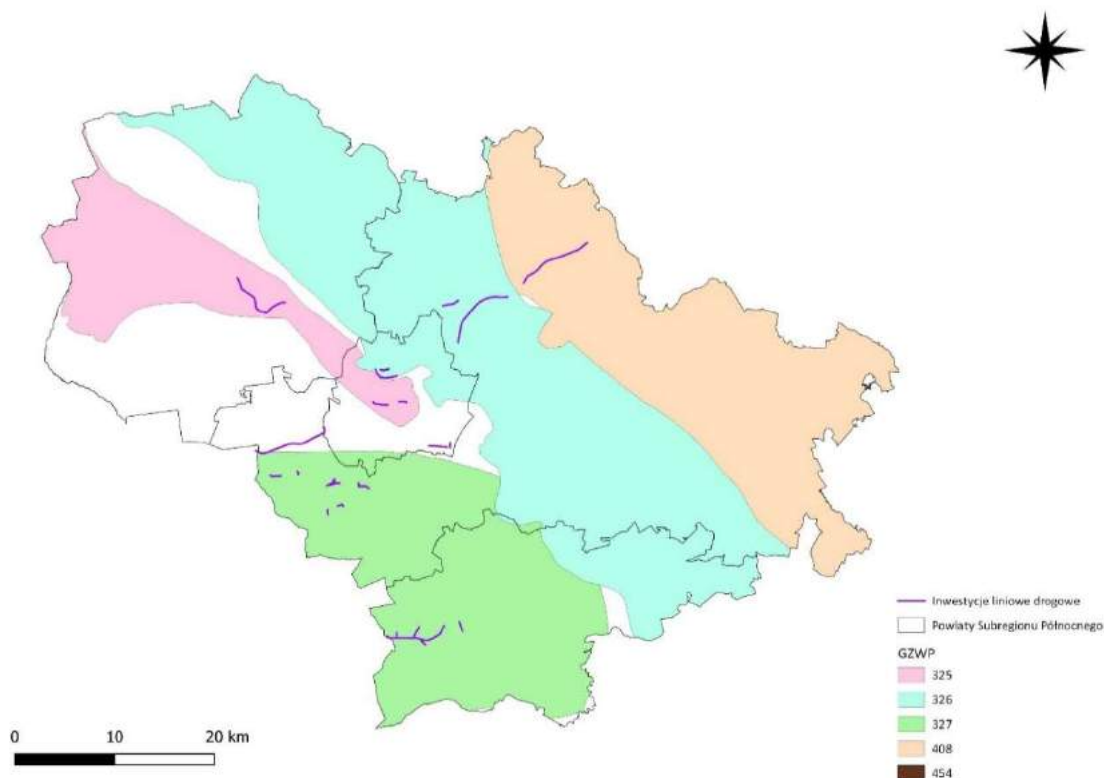 Inwestycje liniowe drogowe
Powiaty Subregionu Północnego
GZWP
325
326
327
408
454
0 10 20 km